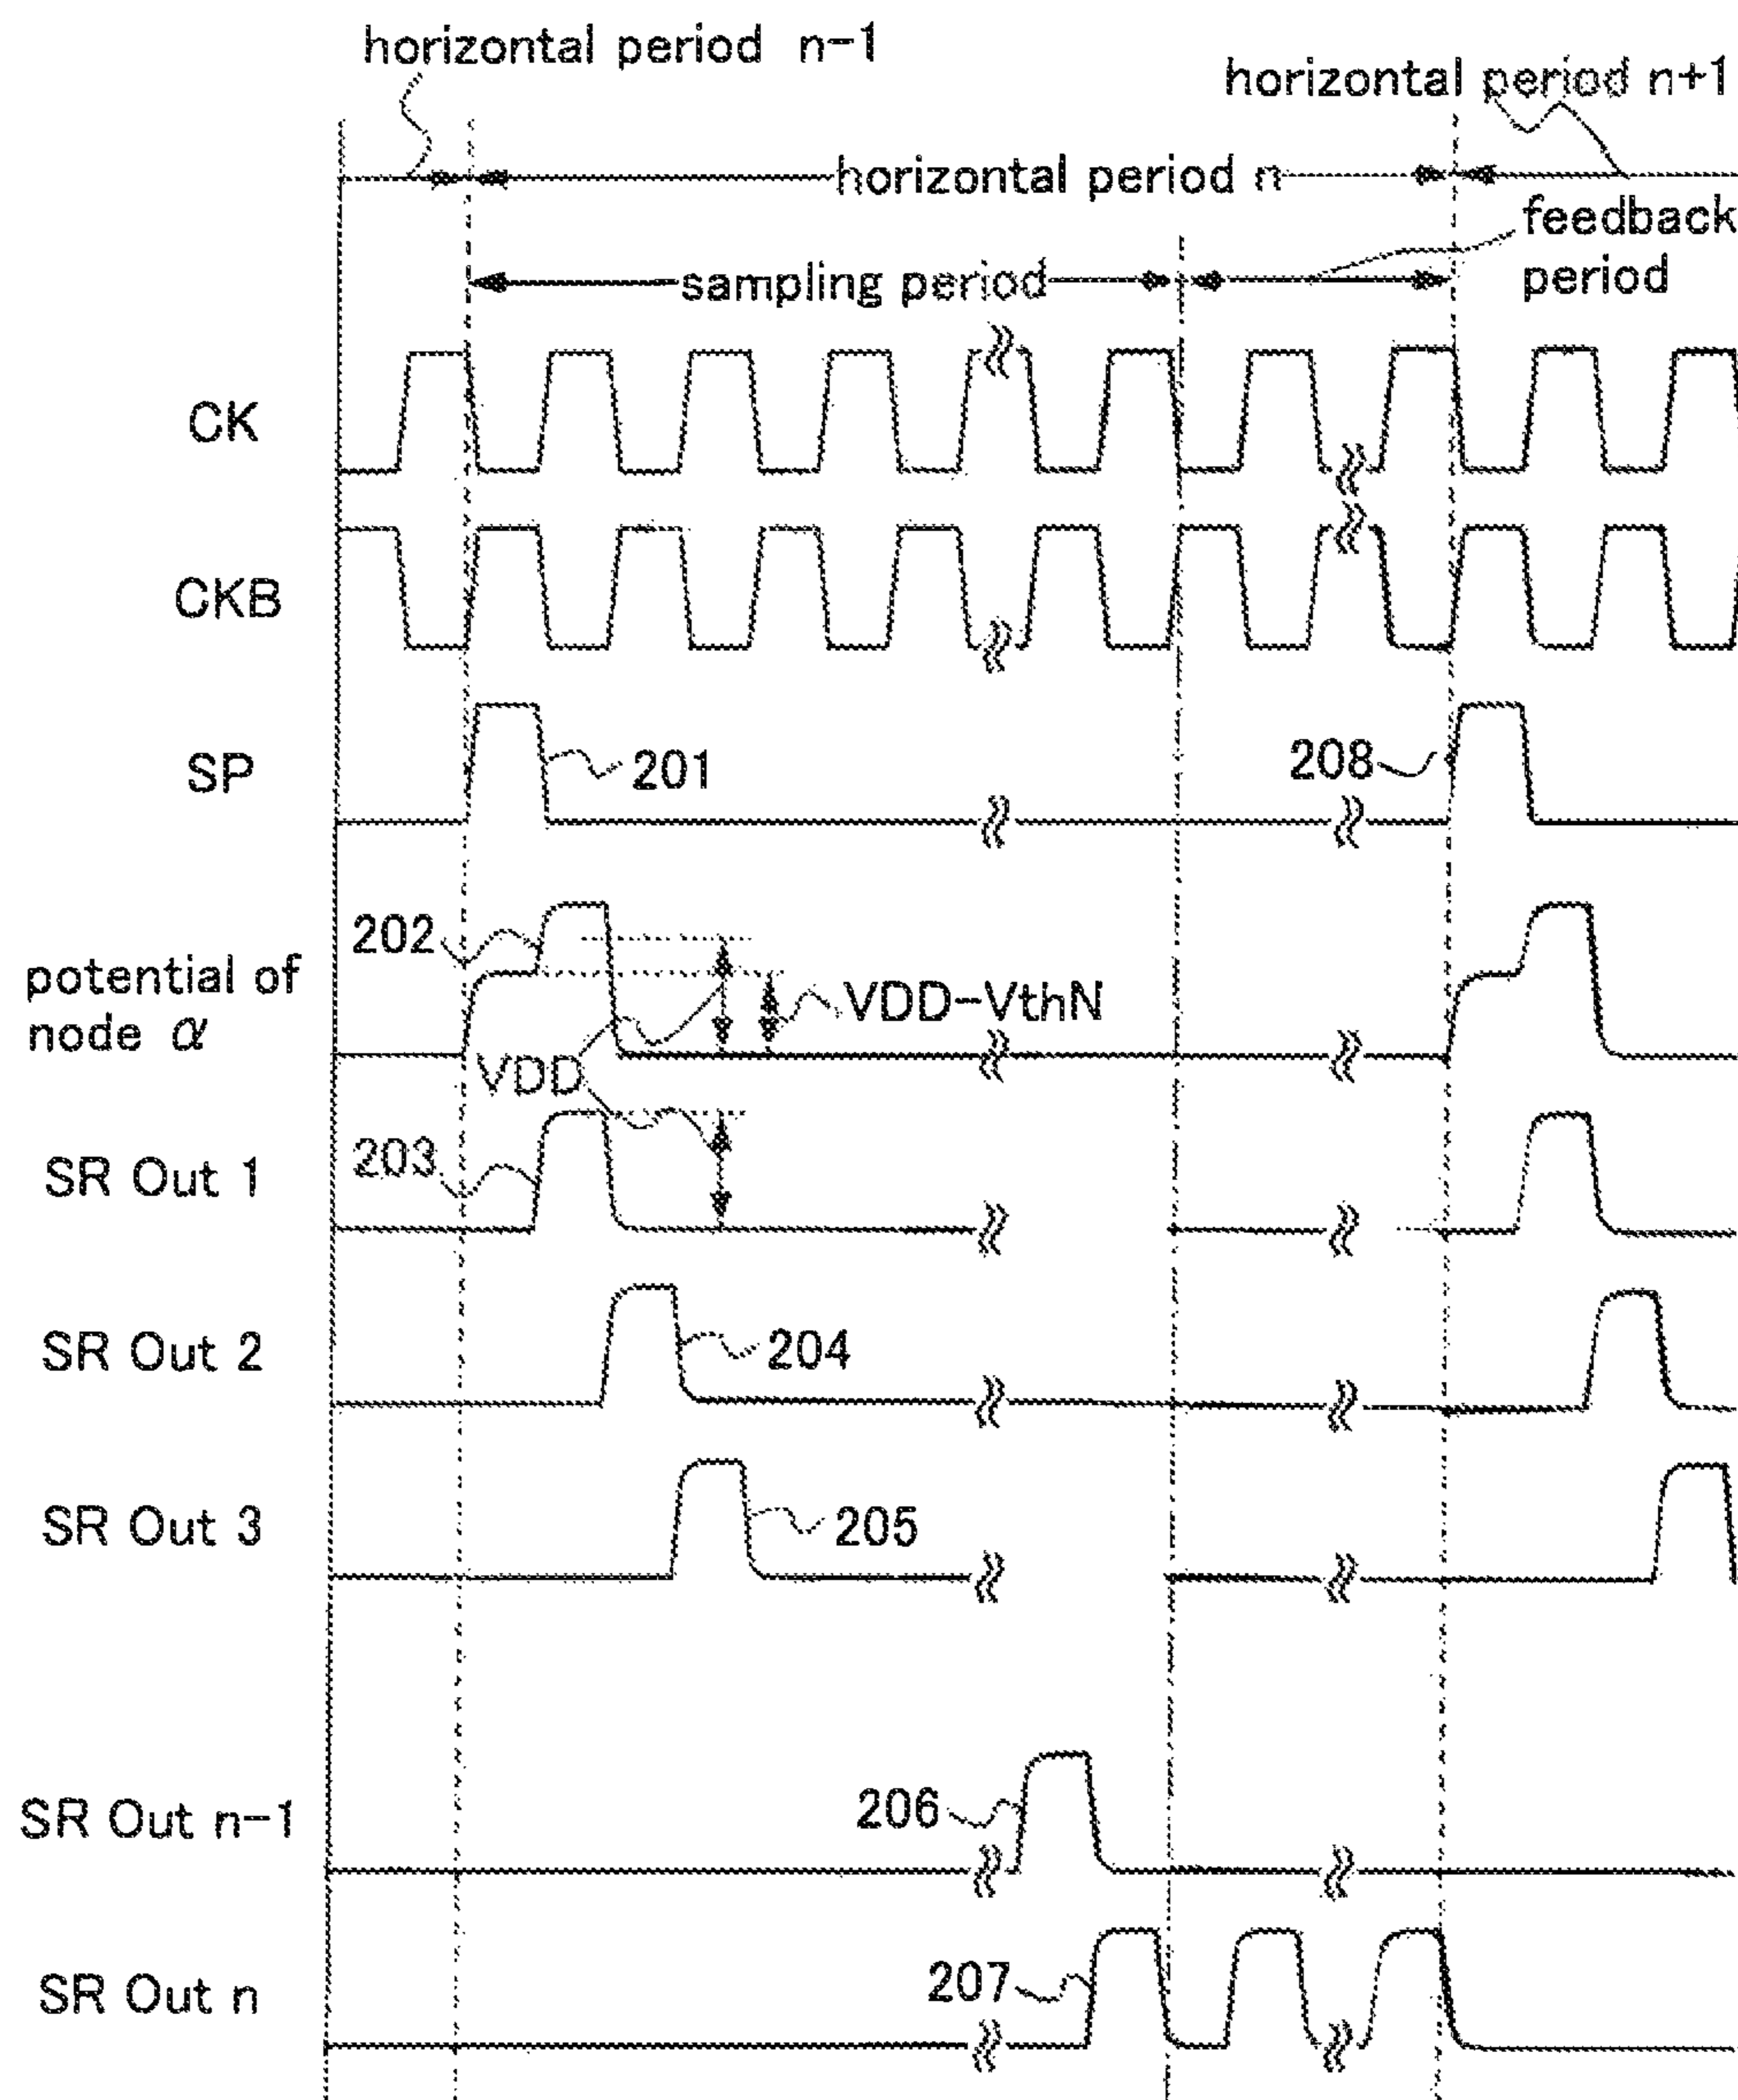 horizontal period n-1
horizontal period n+1
horizontal period n
feedback
period
sampling period
CK
CKB
SP
201
208
202
potential of
node α
VDD-VthN
VDD
203
SR Out 1
SR Out 2
204
SR Out 3
205
206
SR Out n-1
207
SR Out n